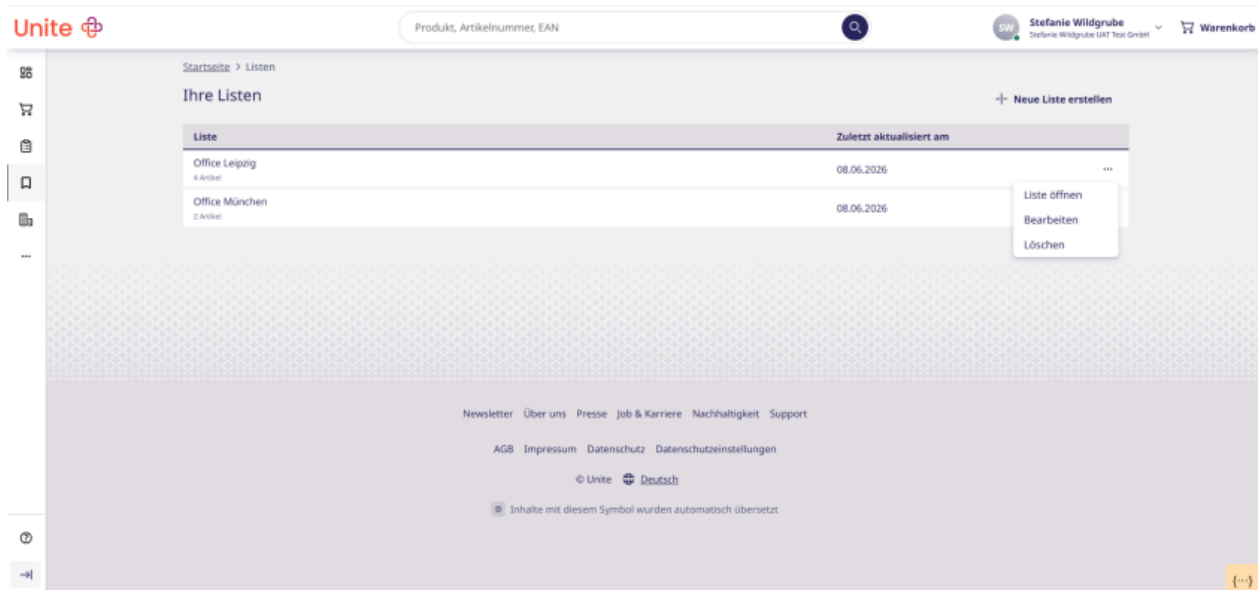 Unite
Produkt, Artikelnummer, EAN
SW
Stefanie Wildgrube
Stefanie Wildgrube UAT Test GmbH
Warenkorb
Startseite > Listen
Ihre Listen
+ Neue Liste erstellen
Liste Zuletzt aktualisiert am
Office Leipzig
4 Artikel
08.06.2026 ...
Office München
2 Artikel
08.06.2026
Liste öffnen
Bearbeiten
Löschen
Newsletter Über uns Presse Job & Karriere Nachhaltigkeit Support
AGB Impressum Datenschutz Datenschutzeinstellungen
© Unite Deutsch
Inhalte mit diesem Symbol wurden automatisch übersetzt
{...}